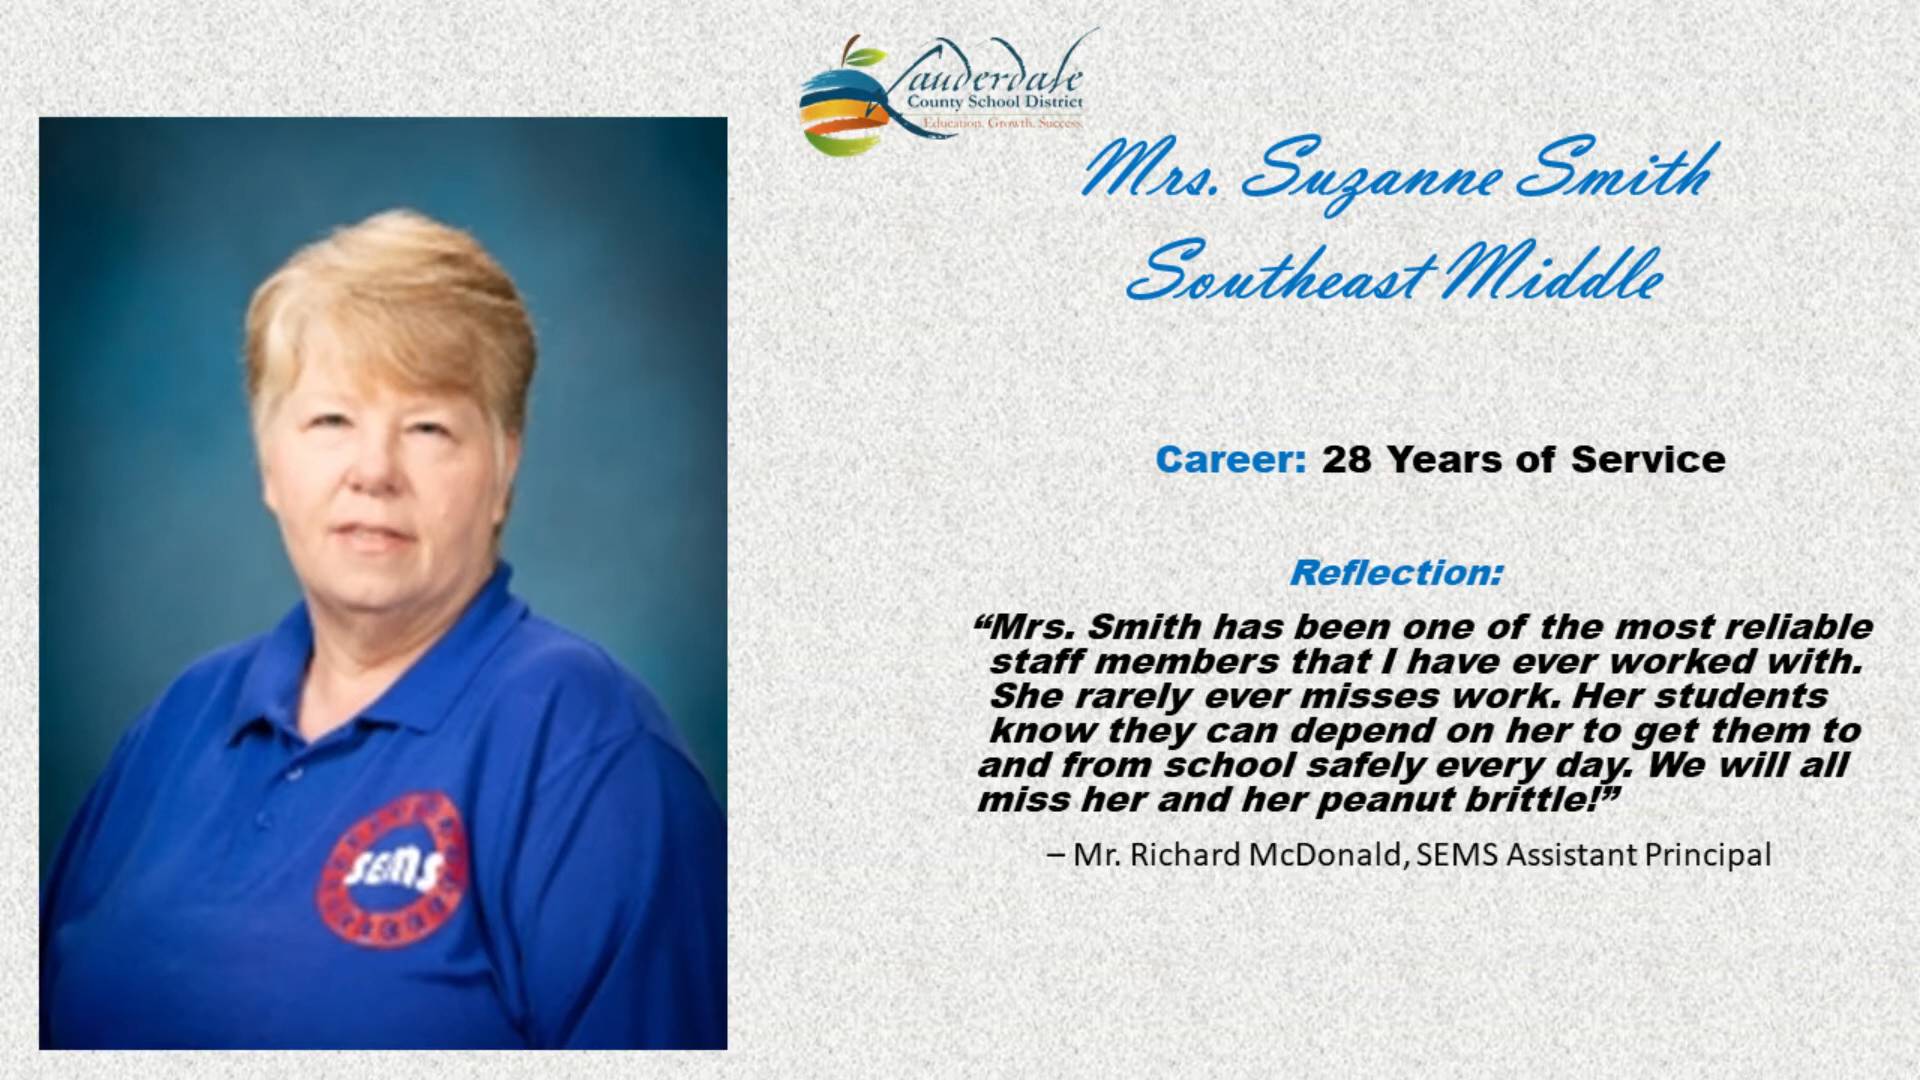 Lauderdale
County School District
Education. Growth. Success.
Mrs. Suzanne Smith
Southeast Middle
Career: 28 Years of Service
Reflection:
“Mrs. Smith has been one of the most reliable
staff members that I have ever worked with.
She rarely ever misses work. Her students
know they can depend on her to get them to
and from school safely every day. We will all
miss her and her peanut brittle!”
– Mr. Richard McDonald, SEMS Assistant Principal
SEMS